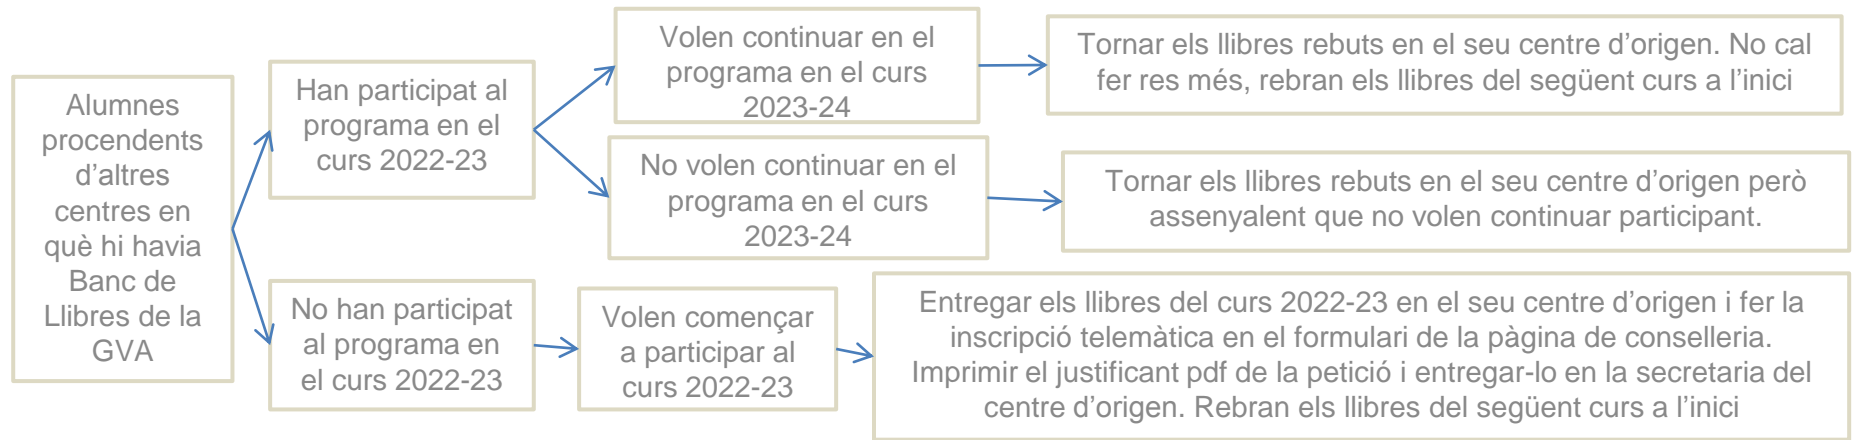 Alumnes
procendents
d'altres
centres en
què hi havia
Banc de
Llibres de la
GVA
Han participat al
programa en el
curs 2022-23
Volen continuar en el
programa en el curs
2023-24
Tornar els llibres rebuts en el seu centre d'origen. No cal
fer res més, rebran els llibres del següent curs a l'inici
No volen continuar en el
programa en el curs
2023-24
Tornar els llibres rebuts en el seu centre d'origen però
assenyalent que no volen continuar participant.
No han participat
al programa en
el curs 2022-23
Volen començar
a participar al
curs 2022-23
Entregar els llibres del curs 2022-23 en el seu centre d'origen i fer la
inscripció telemàtica en el formulari de la pàgina de conselleria.
Imprimir el justificant pdf de la petició i entregar-lo en la secretaria del
centre d'origen. Rebran els llibres del següent curs a l'inici